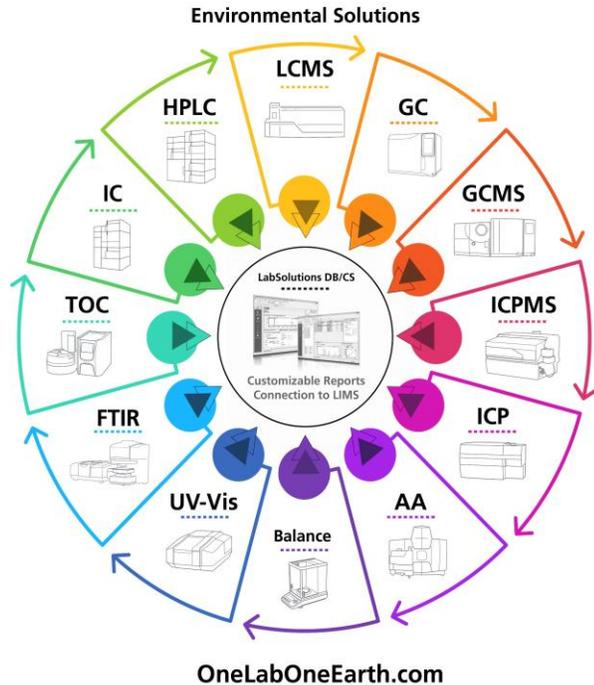 Environmental Solutions
LCMS
GC
GCMS
ICPMS
ICP
AA
Balance
UV-Vis
FTIR
TOC
IC
HPLC
LabSolutions DB/CS
Customizable Reports
Connection to LIMS
OneLabOneEarth.com